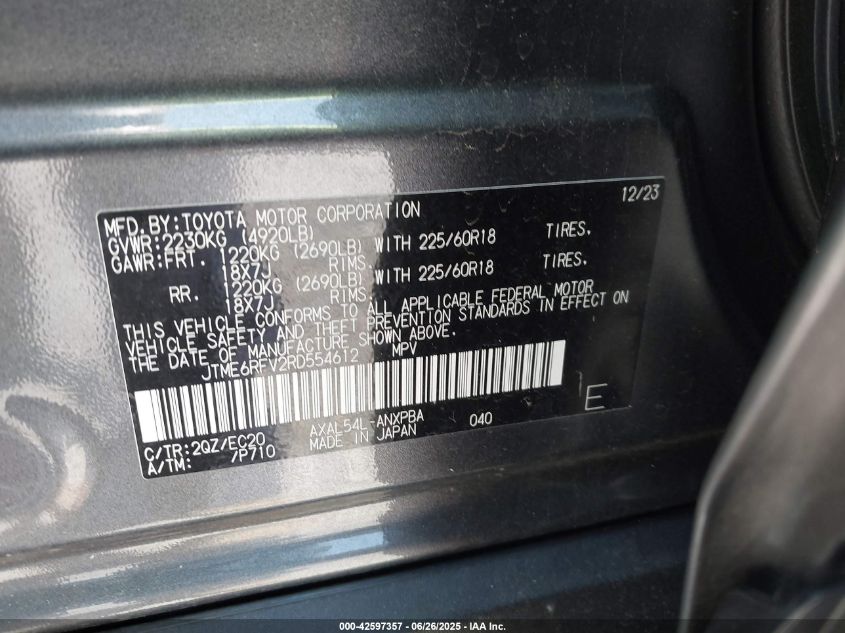 12/23
MFD.BY:TOYOTA MOTOR CORPORATION
GVWR:2230KG (4920LB)
GAWR:FRT. 1220KG (2690LB) WITH 225/60R18 TIRES.
18X7J RIMS.
RR. 1220KG (2690LB) WITH 225/60R18 TIRES.
18X7J RIMS.
THIS VEHICLE CONFORMS TO ALL APPLICABLE FEDERAL MOTOR
VEHICLE SAFETY AND THEFT PREVENTION STANDARDS IN EFFECT ON
THE DATE OF MANUFACTURE SHOWN ABOVE.
JTME6RFV2RD554612 MPV
C/TR:2QZ/EC20 AXAL54L-ANXPBA 040 E
A/TM: 7P710 MADE IN JAPAN
000-42597357 - 06/26/2025 - IAA Inc.